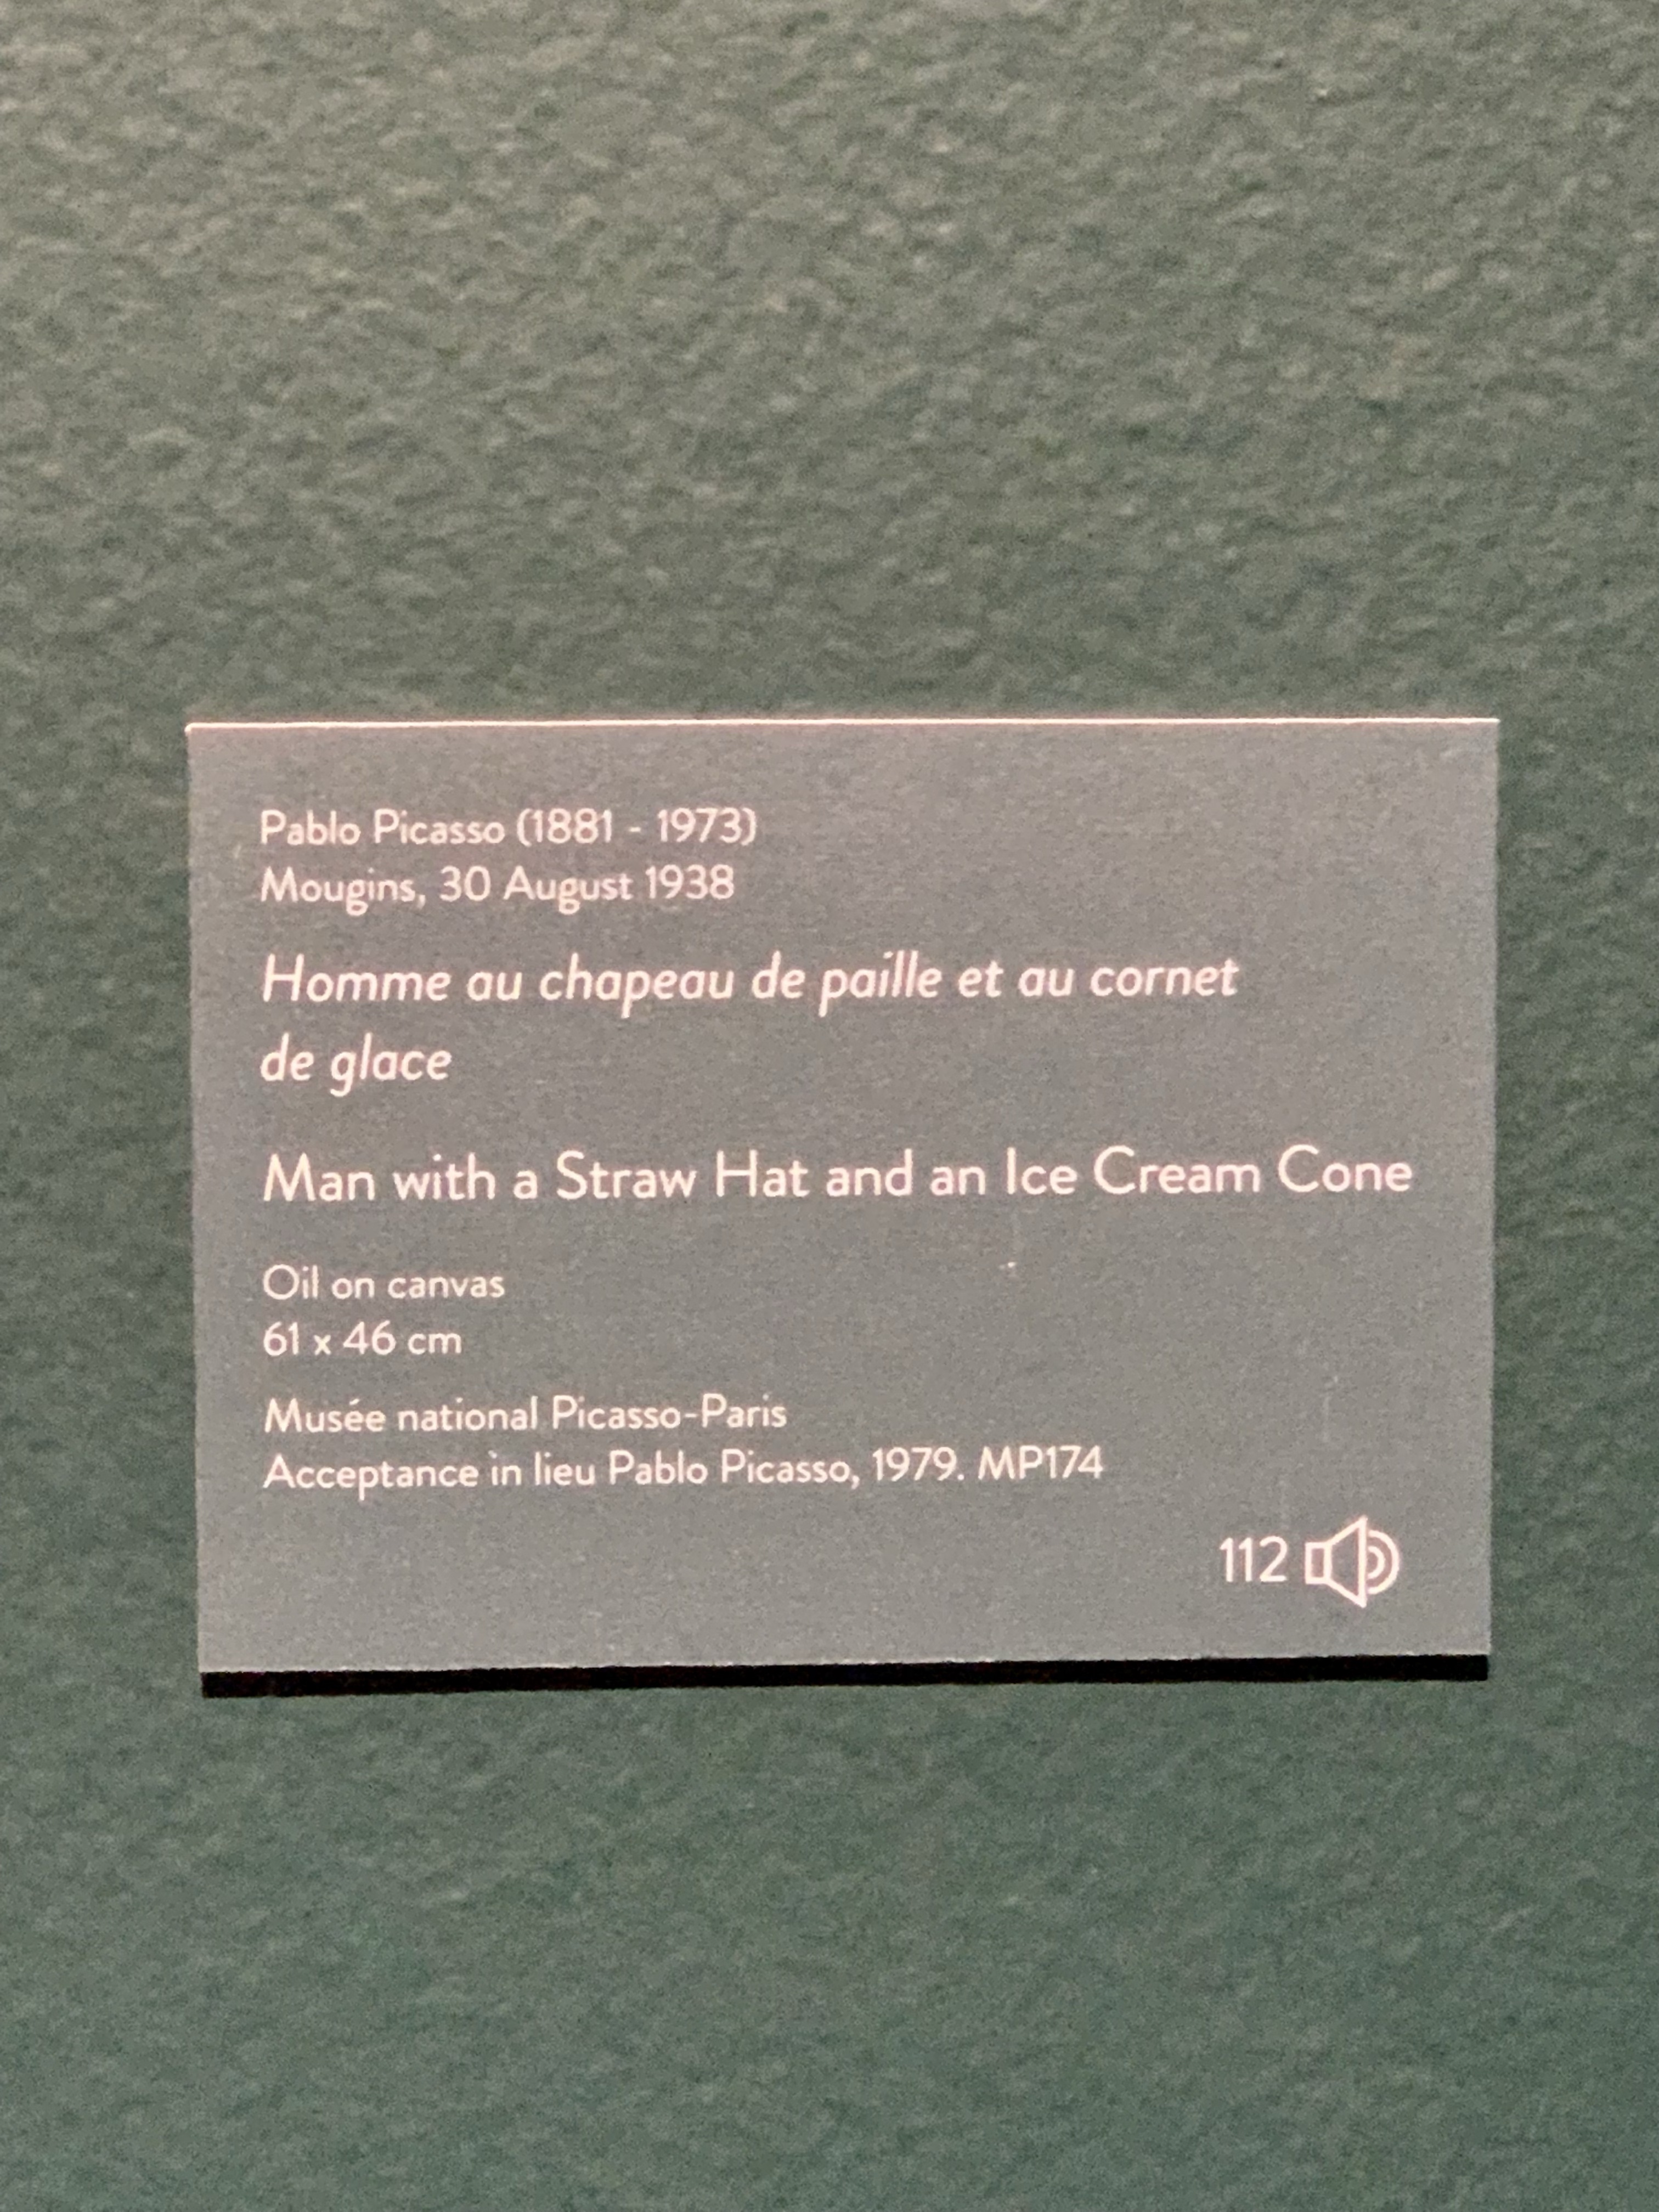 Pablo Picasso (1881 - 1973)
Mougins, 30 August 1938
Homme au chapeau de paille et au cornet
de glace
Man with a Straw Hat and an Ice Cream Cone
Oil on canvas
61 x 46 cm
Musée national Picasso-Paris
Acceptance in lieu Pablo Picasso, 1979. MP174
112